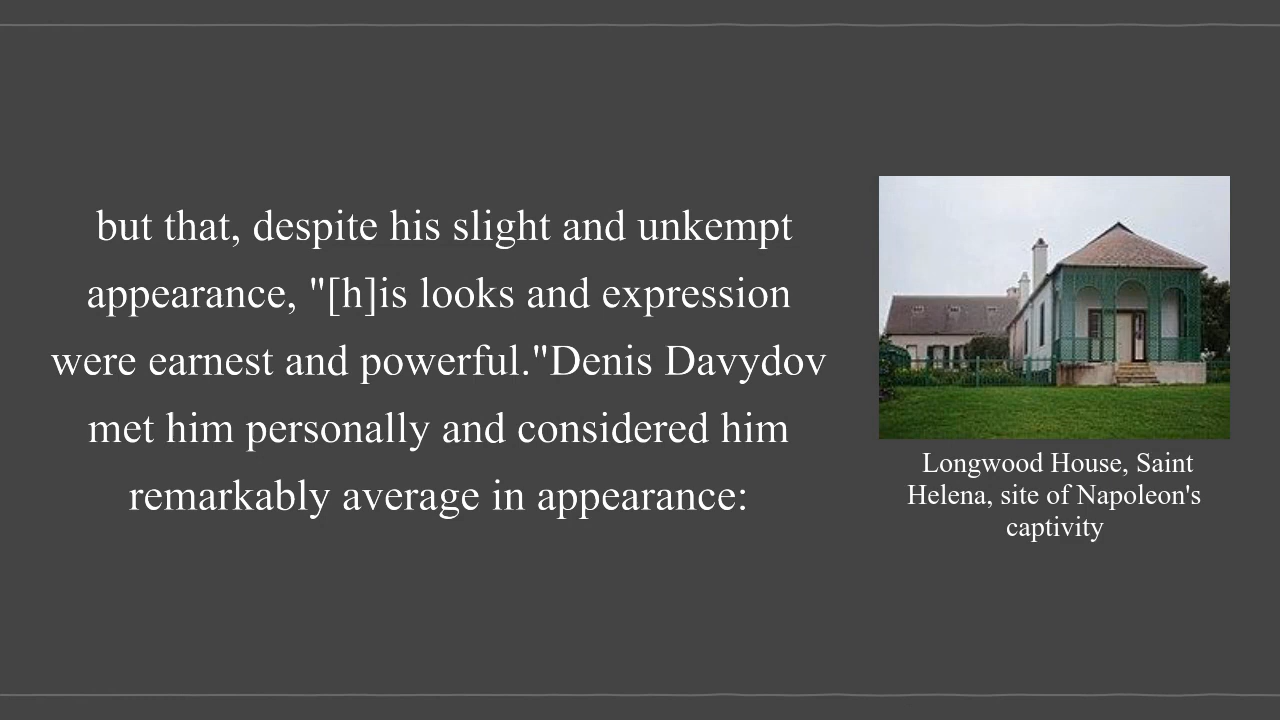 but that, despite his slight and unkempt
appearance, "[h]is looks and expression
were earnest and powerful."Denis Davydov
met him personally and considered him
remarkably average in appearance:
Longwood House, Saint
Helena, site of Napoleon's
captivity